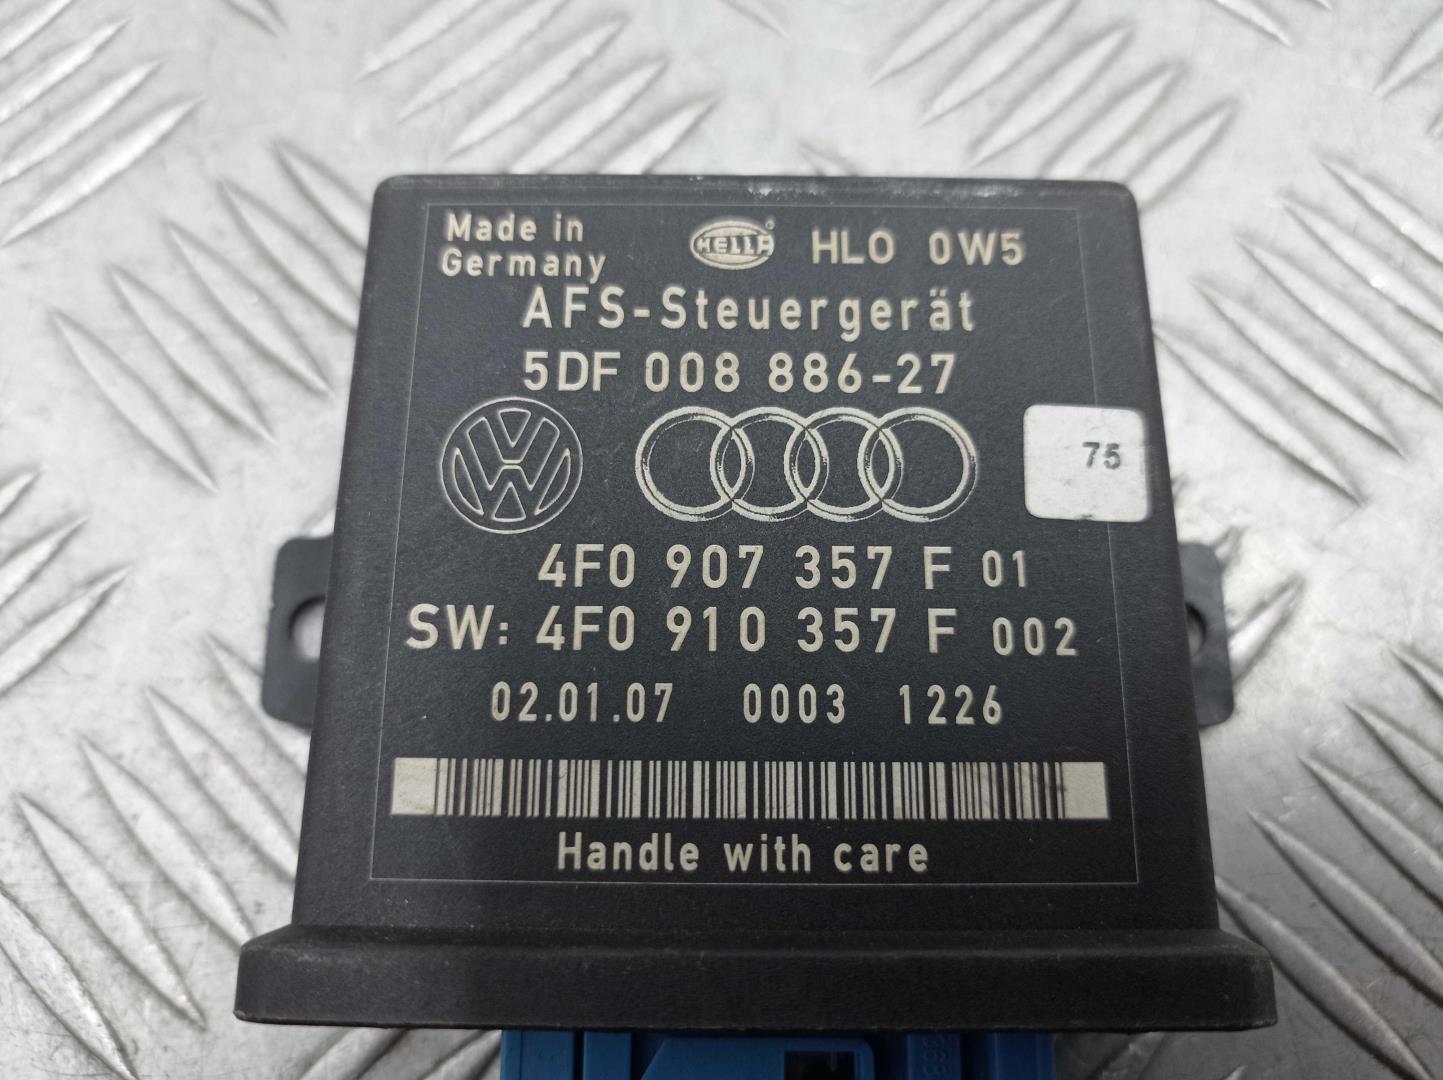 Made in
Germany
HELLA® HLO 0W5
AFS-Steuergerät
5DF 008 886-27
75
4F0 907 357 F 01
SW: 4F0 910 357 F 002
02.01.07 0003 1226
Handle with care